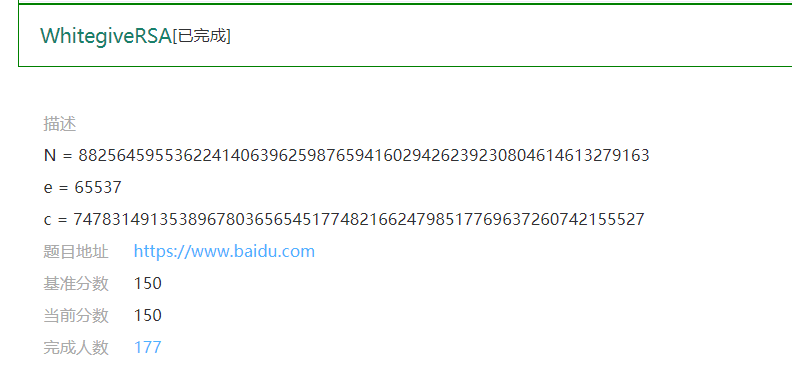 WhitegiveRSA[已完成]
描述
N = 882564595536224140639625987659416029426239230804614613279163
e = 65537
c = 747831491353896780365654517748216624798517769637260742155527
题目地址 https://www.baidu.com
基准分数 150
当前分数 150
完成人数 177